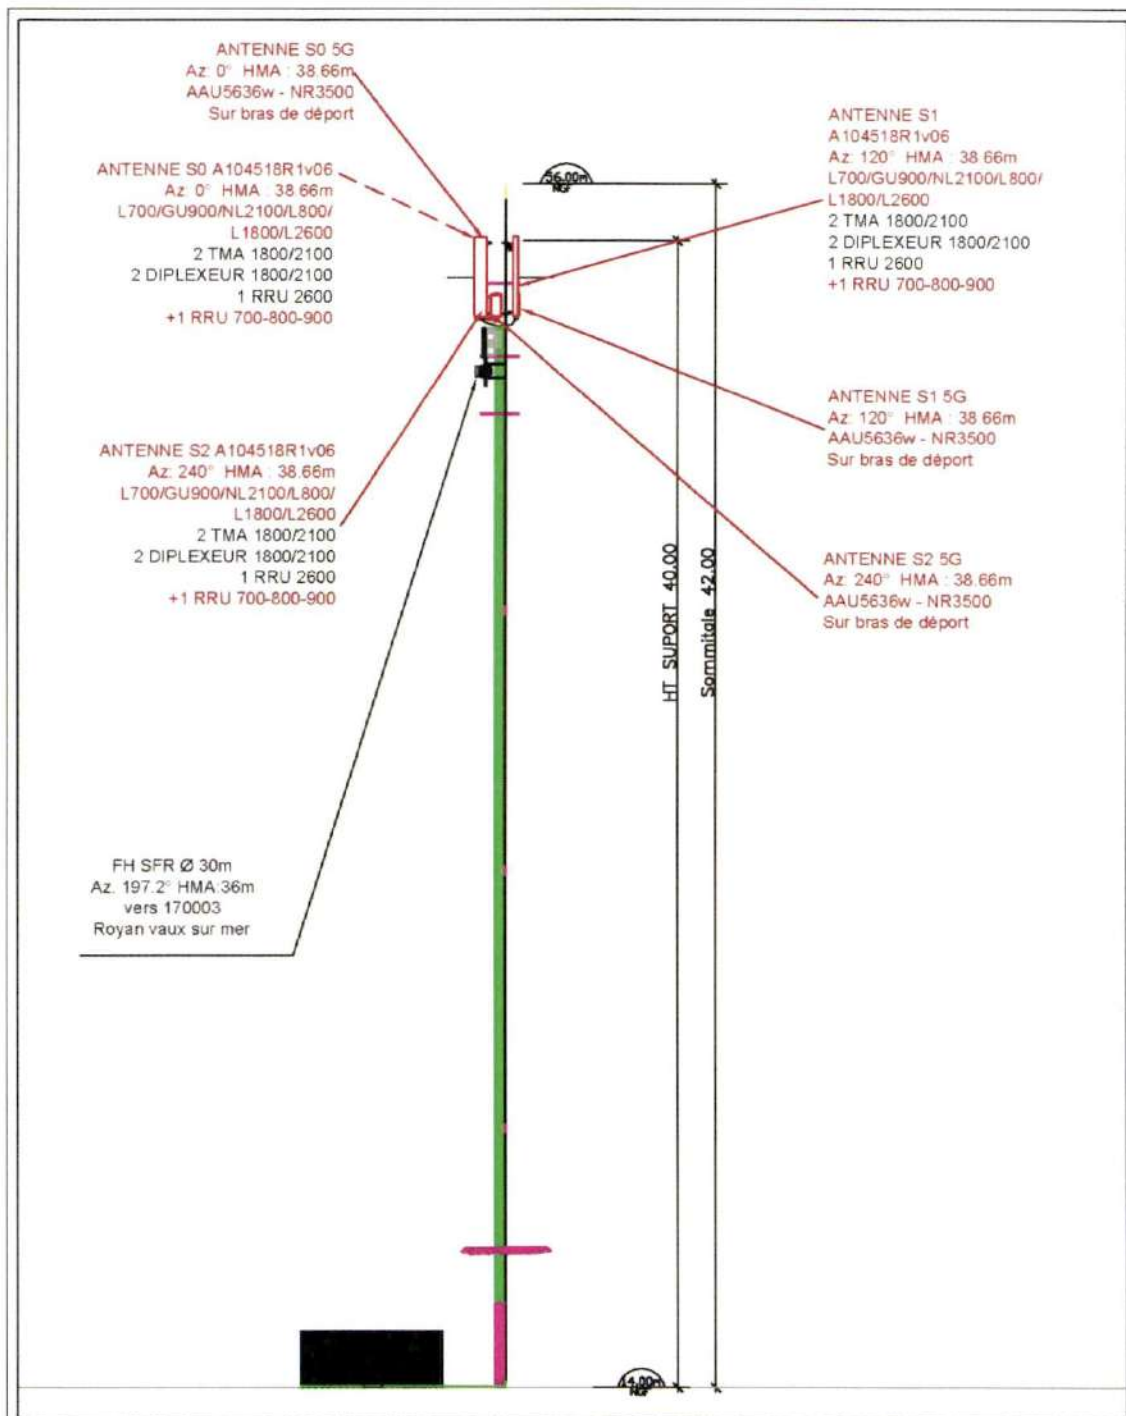 ANTENNE S0 5G
Az: 0° HMA : 38.66m
AAU5636w - NR3500
Sur bras de déport
ANTENNE S0 A104518R1v06
Az: 0° HMA : 38.66m
L700/GU900/NL2100/L800/
L1800/L2600
2 TMA 1800/2100
2 DIPLEXEUR 1800/2100
1 RRU 2600
+1 RRU 700-800-900
56.00m
NGF
ANTENNE S1
A104518R1v06
Az: 120° HMA : 38.66m
L700/GU900/NL2100/L800/
L1800/L2600
2 TMA 1800/2100
2 DIPLEXEUR 1800/2100
1 RRU 2600
+1 RRU 700-800-900
ANTENNE S1 5G
Az: 120° HMA : 38.66m
AAU5636w - NR3500
Sur bras de déport
ANTENNE S2 A104518R1v06
Az: 240° HMA : 38.66m
L700/GU900/NL2100/L800/
L1800/L2600
2 TMA 1800/2100
2 DIPLEXEUR 1800/2100
1 RRU 2600
+1 RRU 700-800-900
ANTENNE S2 5G
Az: 240° HMA : 38.66m
AAU5636w - NR3500
Sur bras de déport
HT SUPORT 40.00
Sommitale 42.00
FH SFR Ø 30m
Az. 197.2° HMA:36m
vers 170003
Royan vaux sur mer
14.00m
NGF